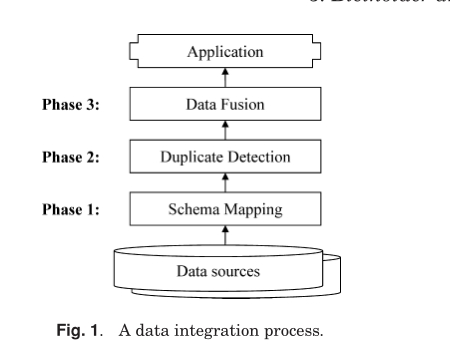 Application
Phase 3: Data Fusion
Phase 2: Duplicate Detection
Phase 1: Schema Mapping
Data sources
Fig. 1. A data integration process.